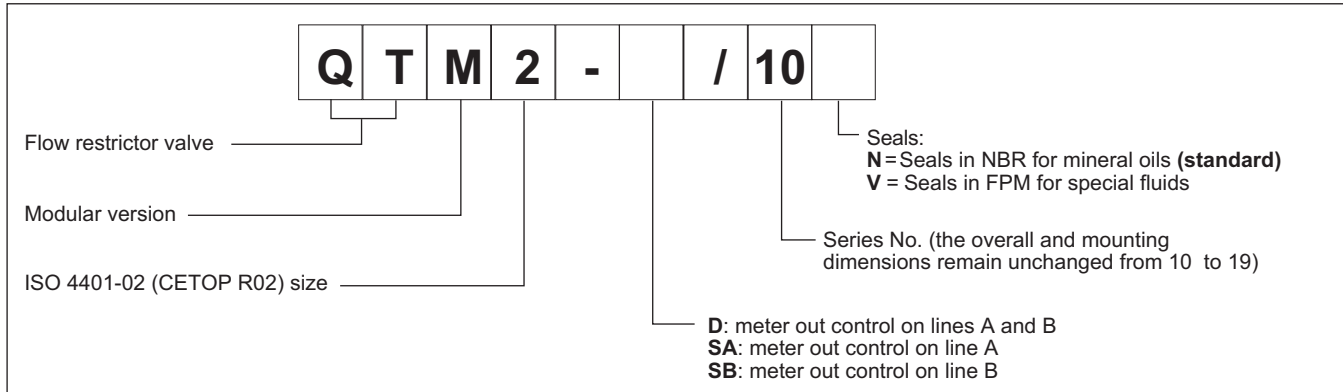 QTM2- /10
Flow restrictor valve
Modular version
ISO 4401-02 (CETOP R02) size
Seals:
N=Seals in NBR for mineral oils (standard)
V = Seals in FPM for special fluids
Series No. (the overall and mounting
dimensions remain unchanged from 10 to 19)
D: meter out control on lines A and B
SA: meter out control on line A
SB: meter out control on line B